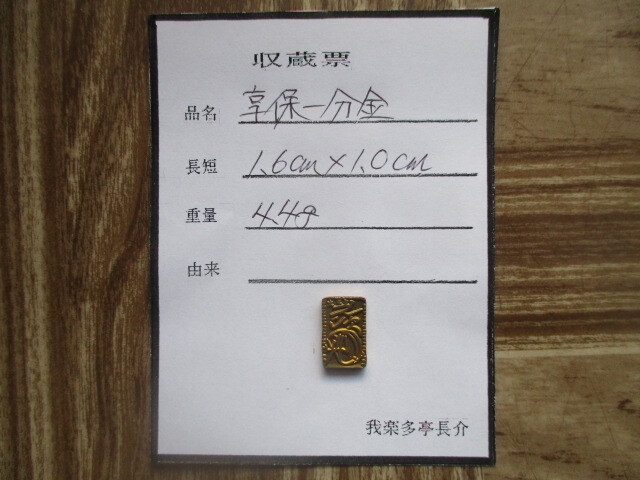 収蔵票
品名 享保一分金
長短 1.6cm×1.0cm
重量 4.4g
由来
我楽多亭長介